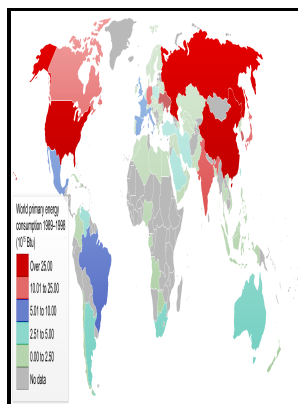 World primary energy
consumption 1989–1998
(10¹⁵ Btu)
Over 25.00
10.01 to 25.00
5.01 to 10.00
2.51 to 5.00
0.00 to 2.50
No data